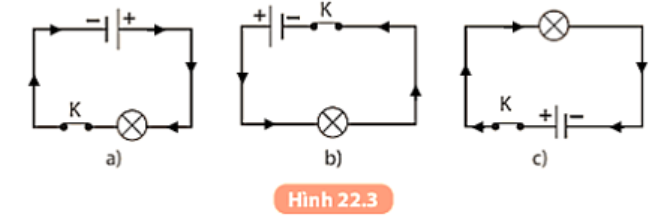 − +
K
a)
+ − K
b)
K + −
c)
Hình 22.3